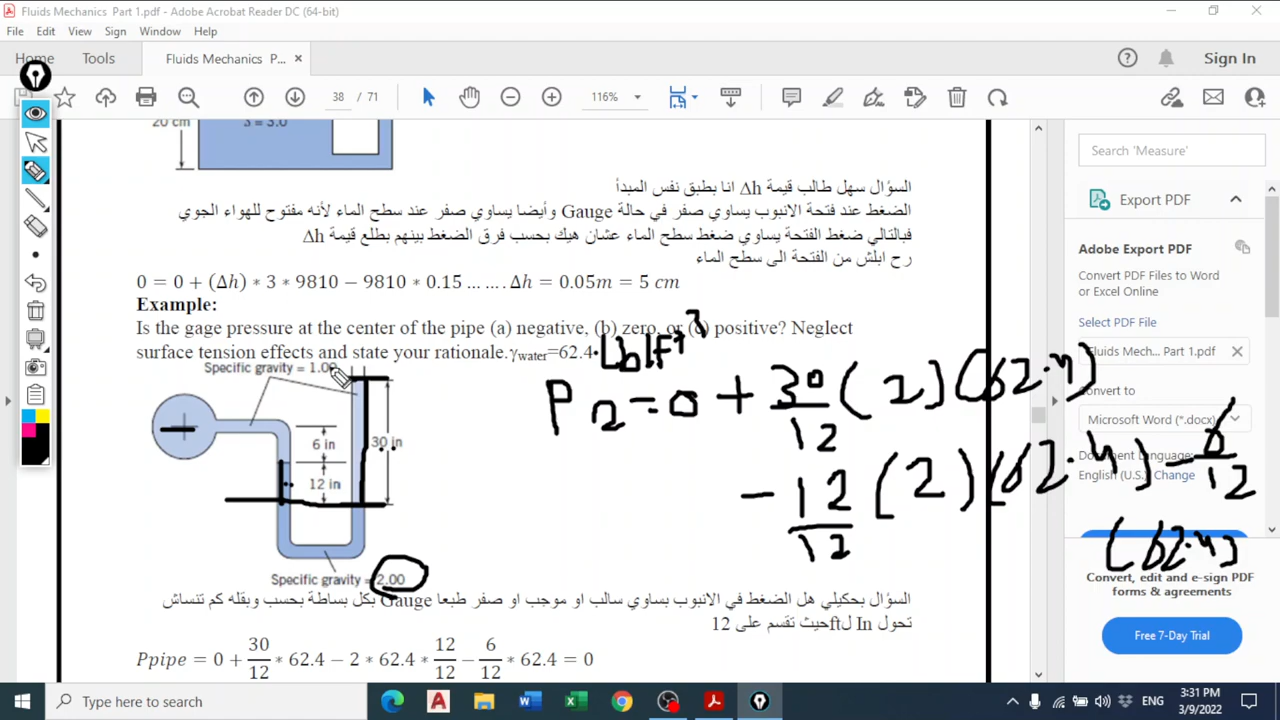 Fluids Mechanics Part 1.pdf - Adobe Acrobat Reader DC (64-bit)
File Edit View Sign Window Help
Home Tools Fluids Mechanics P... × Sign In
38 / 71 116%
20 cm S = 3.0
السؤال سهل طالب قيمة Δh انا بطبق نفس المبدأ
الضغط عند فتحة الانبوب يساوي صفر في حالة Gauge وأيضا يساوي صفر عند سطح الماء لأنه مفتوح للهواء الجوي
فبالتالي ضغط الفتحة يساوي ضغط سطح الماء عشان هيك بحسب فرق الضغط بينهم بطلع قيمة Δh
رح ابلش من الفتحة الى سطح الماء
0 = 0 + (Δh) * 3 * 9810 − 9810 * 0.15 ... ... . Δh = 0.05m = 5 cm
Example:
Is the gage pressure at the center of the pipe (a) negative, (b) zero, or (c) positive? Neglect
surface tension effects and state your rationale.γwater=62.4
Lb/Ft³
Specific gravity = 1.00
P2 = 0 + 30/12 (2) (62.4)
6 in
30 in
12 in
- 12/12 (2) (62.4) - 6/12
(62.4)
Specific gravity = 2.00
السؤال بحكيلي هل الضغط في الانبوب بساوي سالب او موجب او صفر طبعا Gauge بكل بساطة بحسب وبقله كم تنساش
تحول In لftحيث تقسم على 12
Ppipe = 0 + 30/12 * 62.4 − 2 * 62.4 * 12/12 − 6/12 * 62.4 = 0
Search 'Measure'
Export PDF
Adobe Export PDF
Convert PDF Files to Word
or Excel Online
Select PDF File
Fluids Mech... Part 1.pdf ×
Convert to
Microsoft Word (*.docx)
Document Language:
English (U.S.) Change
Convert, edit and e-sign PDF
forms & agreements
Free 7-Day Trial
Type here to search
ENG
3:31 PM
3/9/2022